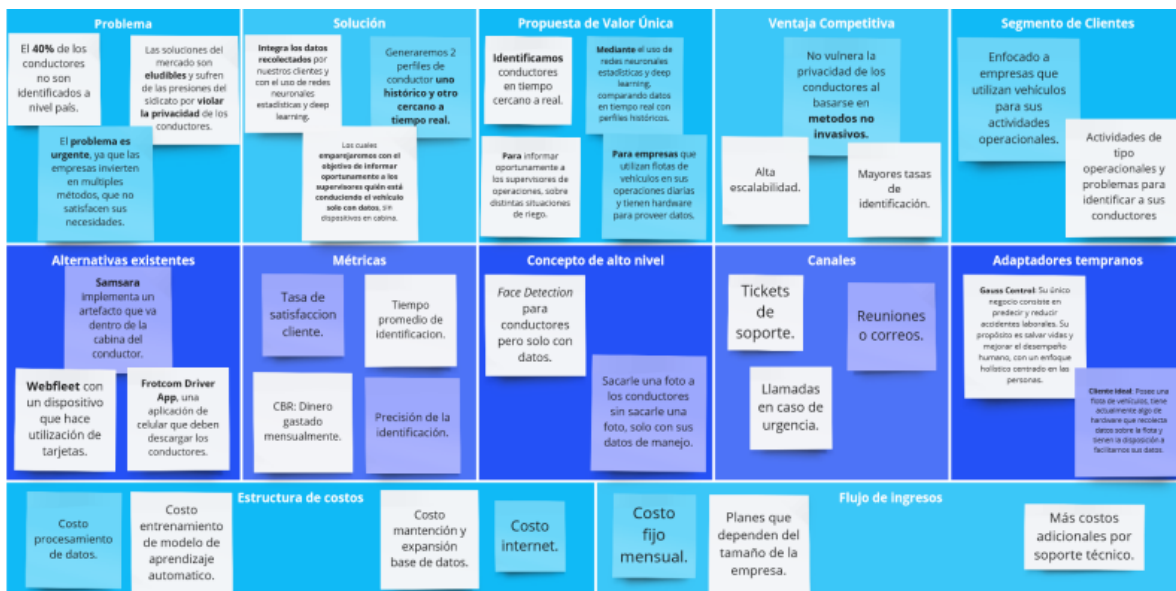 Problema
El 40% de los
conductores
no son
identificados a
nivel país.
Las soluciones del
mercado son
eludibles y sufren
de las presiones del
sidicato por violar
la privacidad de los
conductores.
El problema es
urgente, ya que las
empresas invierten
en multiples
métodos, que no
satisfacen sus
necesidades.
Solución
Integra los datos
recolectados por
nuestros clientes y
con el uso de redes
neuronales
estadísticas y deep
learning.
Generaremos 2
perfiles de
conductor uno
histórico y otro
cercano a
tiempo real.
Los cuales
emparejaremos con el
objetivo de informar
oportunamente a los
supervisores quién está
conduciendo el vehículo
solo con datos, sin
dispositivos en cabina.
Propuesta de Valor Única
Identificamos
conductores
en tiempo
cercano a real.
Mediante el uso de
redes neuronales
estadísticas y deep
learning,
comparando datos
en tiempo real con
perfiles históricos.
Para informar
oportunamente a
los supervisores de
operaciones, sobre
distintas situaciones
de riego.
Para empresas que
utilizan flotas de
vehículos en sus
operaciones diarias
y tienen hardware
para proveer datos.
Ventaja Competitiva
No vulnera la
privacidad de los
conductores al
basarse en
metodos no
invasivos.
Alta
escalabilidad.
Mayores tasas
de
identificación.
Segmento de Clientes
Enfocado a
empresas que
utilizan vehículos
para sus
actividades
operacionales.
Actividades de
tipo
operacionales y
problemas para
identificar a sus
conductores
Alternativas existentes
Samsara
implementa un
artefacto que va
dentro de la
cabina del
conductor.
Webfleet con
un dispositivo
que hace
utilización de
tarjetas.
Frotcom Driver
App, una
aplicación de
celular que deben
descargar los
conductores.
Métricas
Tasa de
satisfaccion
cliente.
Tiempo
promedio de
identificacion.
CBR: Dinero
gastado
mensualmente.
Precisión de la
identificación.
Concepto de alto nivel
Face Detection
para
conductores
pero solo con
datos.
Sacarle una foto a
los conductores
sin sacarle una
foto, solo con sus
datos de manejo.
Canales
Tickets
de
soporte.
Reuniones
o correos.
Llamadas
en caso de
urgencia.
Adaptadores tempranos
Gauss Control: Su único
negocio consiste en
predecir y reducir
accidentes laborales. Su
propósito es salvar vidas y
mejorar el desempeño
humano, con un enfoque
holístico centrado en las
personas.
Cliente ideal: Posee una
flota de vehículos, tiene
actualmente algo de
hardware que recolecta
datos sobre la flota y
tienen la disposición a
facilitarnos sus datos.
Estructura de costos
Costo
procesamiento
de datos.
Costo
entrenamiento
de modelo de
aprendizaje
automatico.
Costo
mantención y
expansión
base de datos.
Costo
internet.
Flujo de ingresos
Costo
fijo
mensual.
Planes que
dependen del
tamaño de la
empresa.
Más costos
adicionales por
soporte técnico.